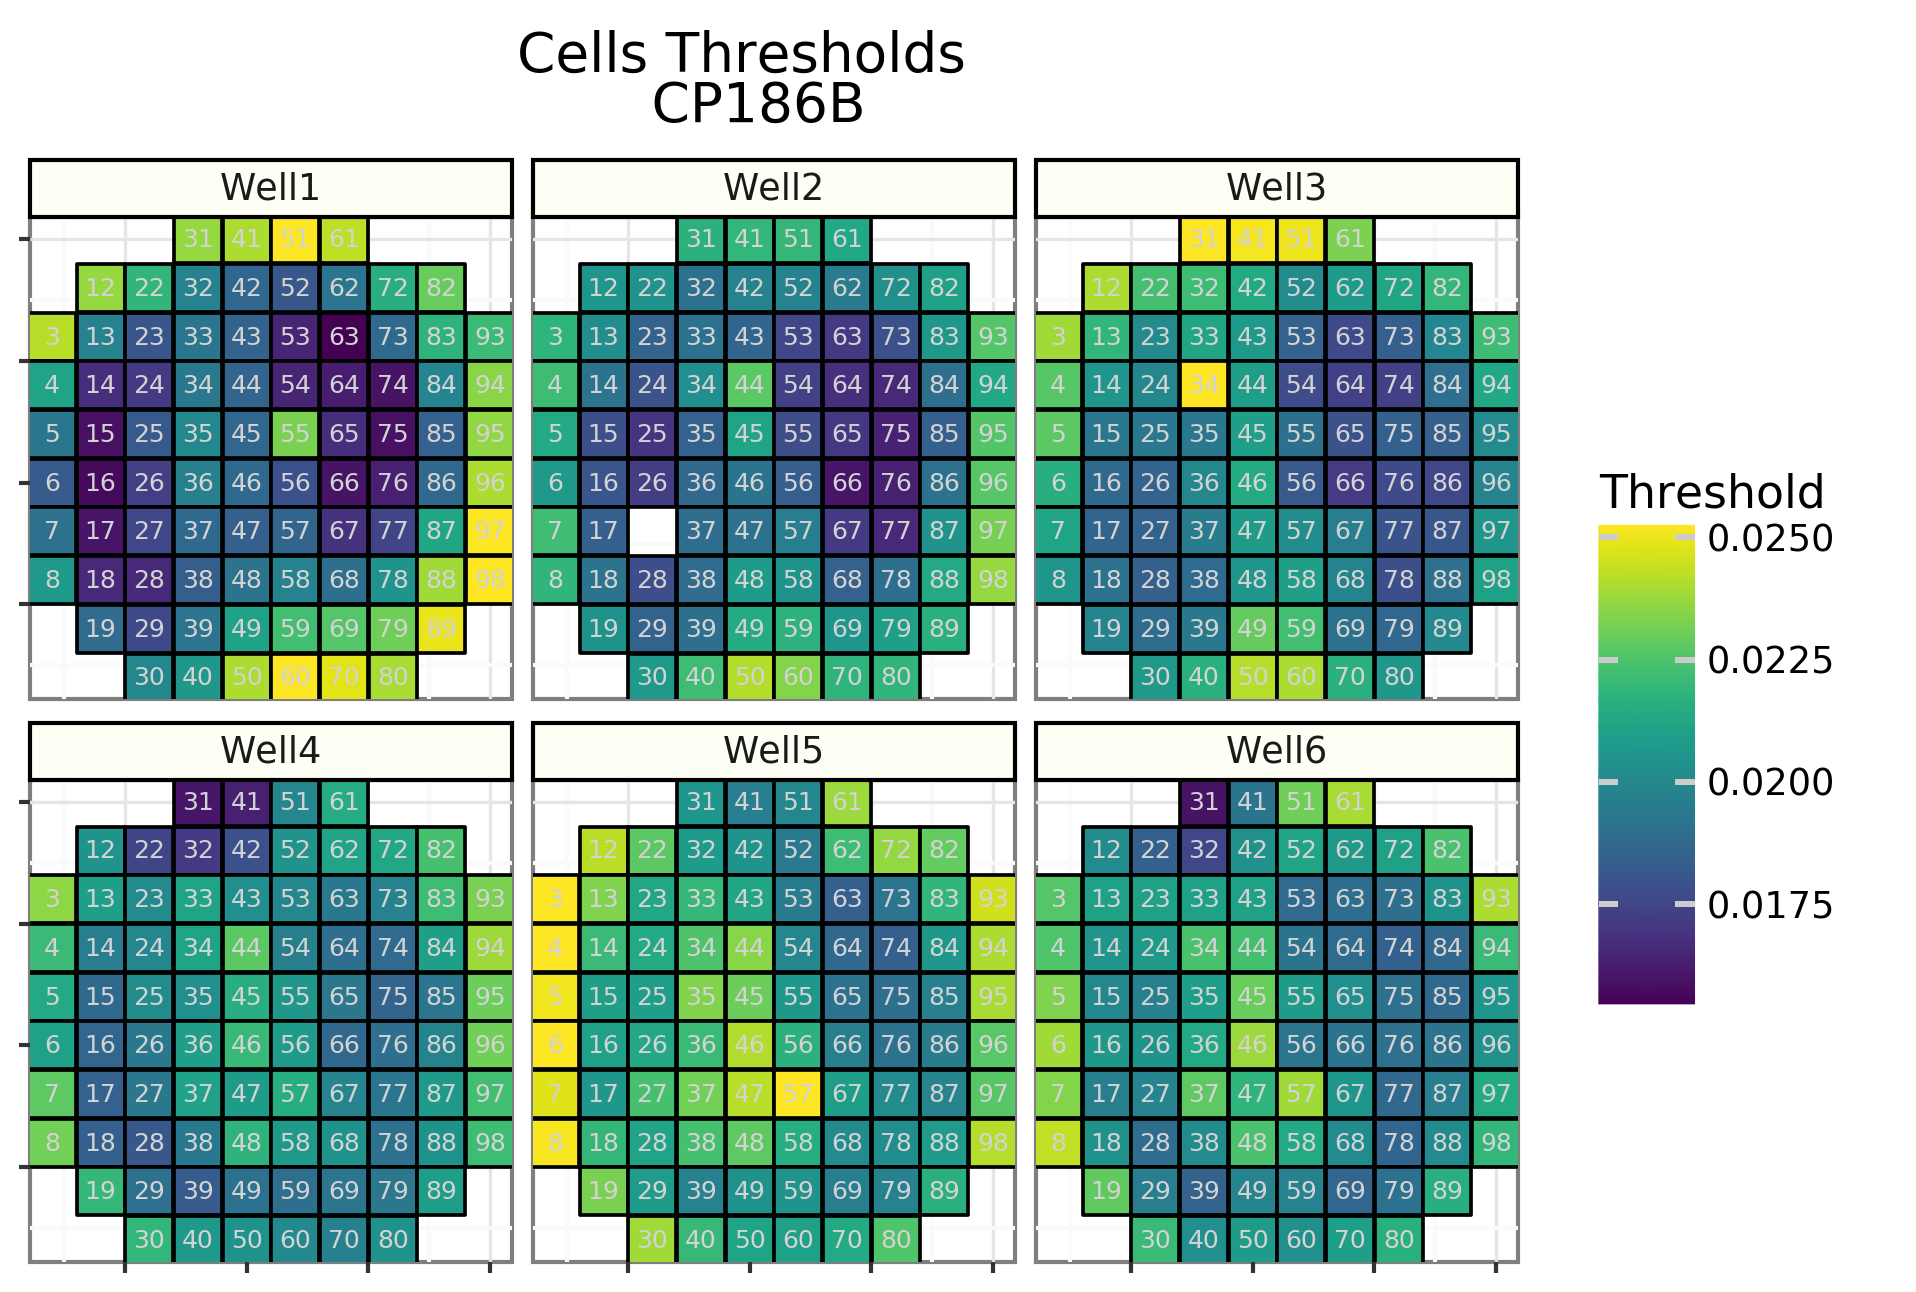 Cells Thresholds
CP186B
Well1 Well2 Well3
31 41 51 61 31 41 51 61 31 41 51 61
12 22 32 42 52 62 72 82 12 22 32 42 52 62 72 82 12 22 32 42 52 62 72 82
3 13 23 33 43 53 63 73 83 93 3 13 23 33 43 53 63 73 83 93 3 13 23 33 43 53 63 73 83 93
4 14 24 34 44 54 64 74 84 94 4 14 24 34 44 54 64 74 84 94 4 14 24 34 44 54 64 74 84 94
5 15 25 35 45 55 65 75 85 95 5 15 25 35 45 55 65 75 85 95 5 15 25 35 45 55 65 75 85 95
6 16 26 36 46 56 66 76 86 96 6 16 26 36 46 56 66 76 86 96 6 16 26 36 46 56 66 76 86 96
7 17 27 37 47 57 67 77 87 97 7 17 37 47 57 67 77 87 97 7 17 27 37 47 57 67 77 87 97
8 18 28 38 48 58 68 78 88 98 8 18 28 38 48 58 68 78 88 98 8 18 28 38 48 58 68 78 88 98
19 29 39 49 59 69 79 89 19 29 39 49 59 69 79 89 19 29 39 49 59 69 79 89
30 40 50 60 70 80 30 40 50 60 70 80 30 40 50 60 70 80
Well4 Well5 Well6
31 41 51 61 31 41 51 61 31 41 51 61
12 22 32 42 52 62 72 82 12 22 32 42 52 62 72 82 12 22 32 42 52 62 72 82
3 13 23 33 43 53 63 73 83 93 3 13 23 33 43 53 63 73 83 93 3 13 23 33 43 53 63 73 83 93
4 14 24 34 44 54 64 74 84 94 4 14 24 34 44 54 64 74 84 94 4 14 24 34 44 54 64 74 84 94
5 15 25 35 45 55 65 75 85 95 5 15 25 35 45 55 65 75 85 95 5 15 25 35 45 55 65 75 85 95
6 16 26 36 46 56 66 76 86 96 6 16 26 36 46 56 66 76 86 96 6 16 26 36 46 56 66 76 86 96
7 17 27 37 47 57 67 77 87 97 7 17 27 37 47 57 67 77 87 97 7 17 27 37 47 57 67 77 87 97
8 18 28 38 48 58 68 78 88 98 8 18 28 38 48 58 68 78 88 98 8 18 28 38 48 58 68 78 88 98
19 29 39 49 59 69 79 89 19 29 39 49 59 69 79 89 19 29 39 49 59 69 79 89
30 40 50 60 70 80 30 40 50 60 70 80 30 40 50 60 70 80
Threshold
0.0250
0.0225
0.0200
0.0175